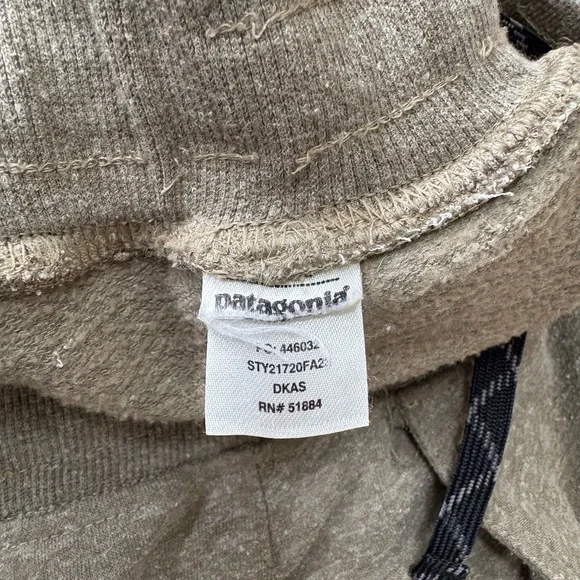 patagonia®
446032
STY21720FA2
DKAS
RN# 51884